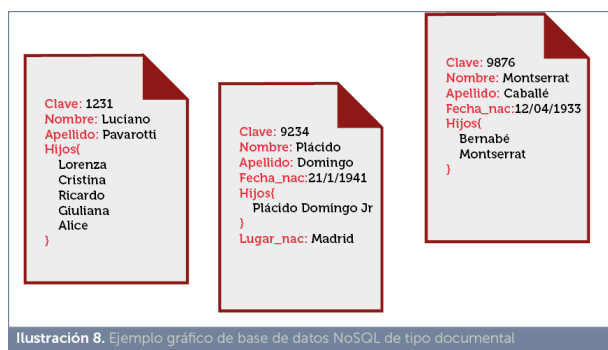 Clave: 1231
Nombre: Luciano
Apellido: Pavarotti
Hijos{
Lorenza
Cristina
Ricardo
Giuliana
Alice
}
Clave: 9234
Nombre: Plácido
Apellido: Domingo
Fecha_nac:21/1/1941
Hijos{
Plácido Domingo Jr
}
Lugar_nac: Madrid
Clave: 9876
Nombre: Montserrat
Apellido: Caballé
Fecha_nac:12/04/1933
Hijos{
Bernabé
Montserrat
}
Ilustración 8. Ejemplo gráfico de base de datos NoSQL de tipo documental